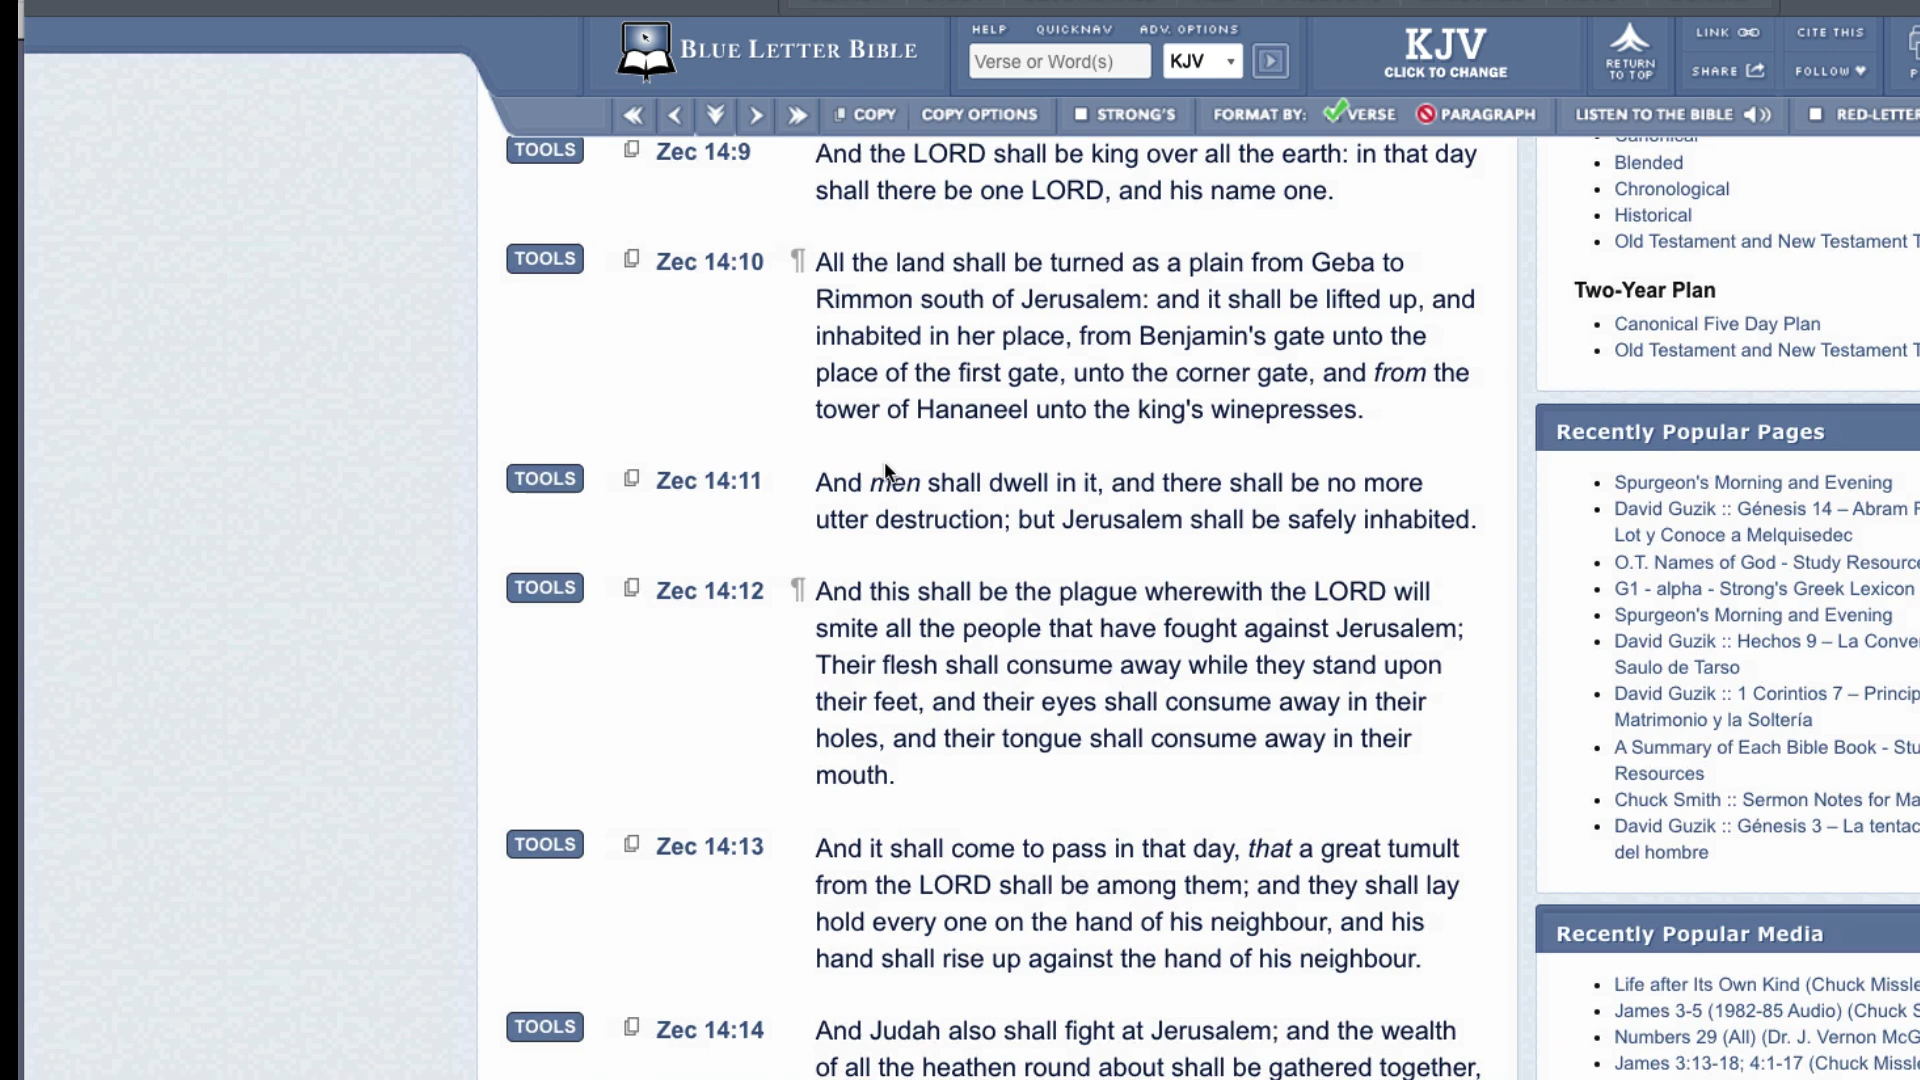 HELP QUICKNAV ADV. OPTIONS
BLUE LETTER BIBLE
Verse or Word(s)
KJV
KJV
CLICK TO CHANGE
RETURN
TO TOP
LINK
SHARE
CITE THIS
FOLLOW
COPY
COPY OPTIONS
STRONG'S
FORMAT BY:
VERSE
PARAGRAPH
LISTEN TO THE BIBLE
RED-LETTER
TOOLS
Zec 14:9
And the LORD shall be king over all the earth: in that day
shall there be one LORD, and his name one.
TOOLS
Zec 14:10
¶ All the land shall be turned as a plain from Geba to
Rimmon south of Jerusalem: and it shall be lifted up, and
inhabited in her place, from Benjamin's gate unto the
place of the first gate, unto the corner gate, and from the
tower of Hananeel unto the king's winepresses.
TOOLS
Zec 14:11
And men shall dwell in it, and there shall be no more
utter destruction; but Jerusalem shall be safely inhabited.
TOOLS
Zec 14:12
¶ And this shall be the plague wherewith the LORD will
smite all the people that have fought against Jerusalem;
Their flesh shall consume away while they stand upon
their feet, and their eyes shall consume away in their
holes, and their tongue shall consume away in their
mouth.
TOOLS
Zec 14:13
And it shall come to pass in that day, that a great tumult
from the LORD shall be among them; and they shall lay
hold every one on the hand of his neighbour, and his
hand shall rise up against the hand of his neighbour.
TOOLS
Zec 14:14
And Judah also shall fight at Jerusalem; and the wealth
of all the heathen round about shall be gathered together,
Canonical
Blended
Chronological
Historical
Old Testament and New Testament T
Two-Year Plan
Canonical Five Day Plan
Old Testament and New Testament T
Recently Popular Pages
Spurgeon's Morning and Evening
David Guzik :: Génesis 14 – Abram R
Lot y Conoce a Melquisedec
O.T. Names of God - Study Resource
G1 - alpha - Strong's Greek Lexicon
Spurgeon's Morning and Evening
David Guzik :: Hechos 9 – La Conve
Saulo de Tarso
David Guzik :: 1 Corintios 7 – Princip
Matrimonio y la Soltería
A Summary of Each Bible Book - Stu
Resources
Chuck Smith :: Sermon Notes for Ma
David Guzik :: Génesis 3 – La tentac
del hombre
Recently Popular Media
Life after Its Own Kind (Chuck Missle
James 3-5 (1982-85 Audio) (Chuck S
Numbers 29 (All) (Dr. J. Vernon McG
James 3:13-18; 4:1-17 (Chuck Missle